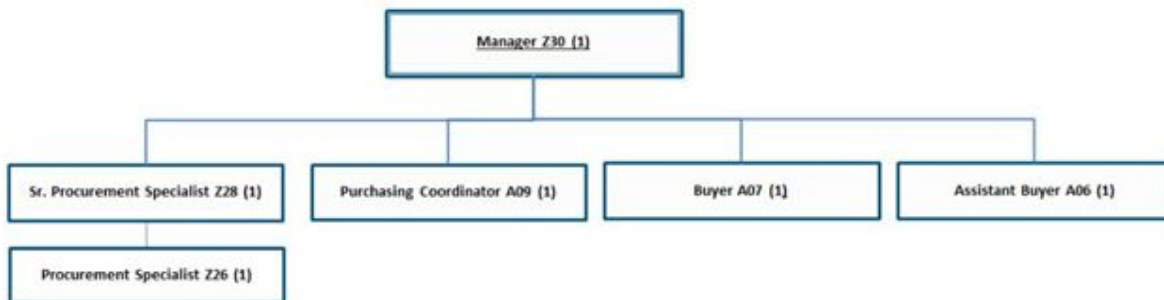 Manager Z30 (1)
Sr. Procurement Specialist Z28 (1)
Purchasing Coordinator A09 (1)
Buyer A07 (1)
Assistant Buyer A06 (1)
Procurement Specialist Z26 (1)